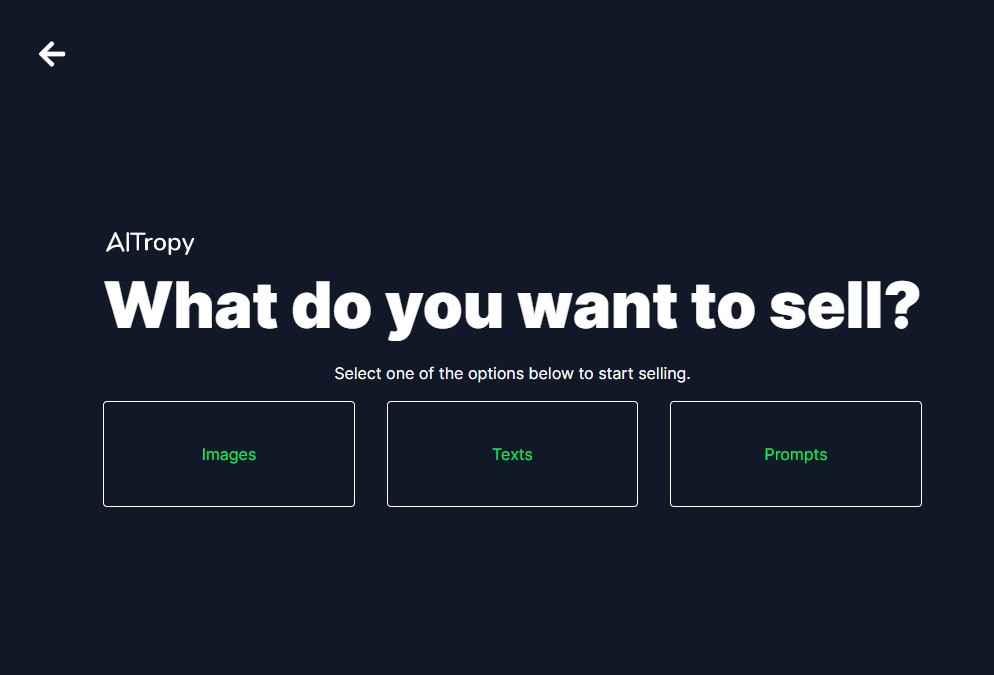 AITropy
What do you want to sell?
Select one of the options below to start selling.
Images
Texts
Prompts